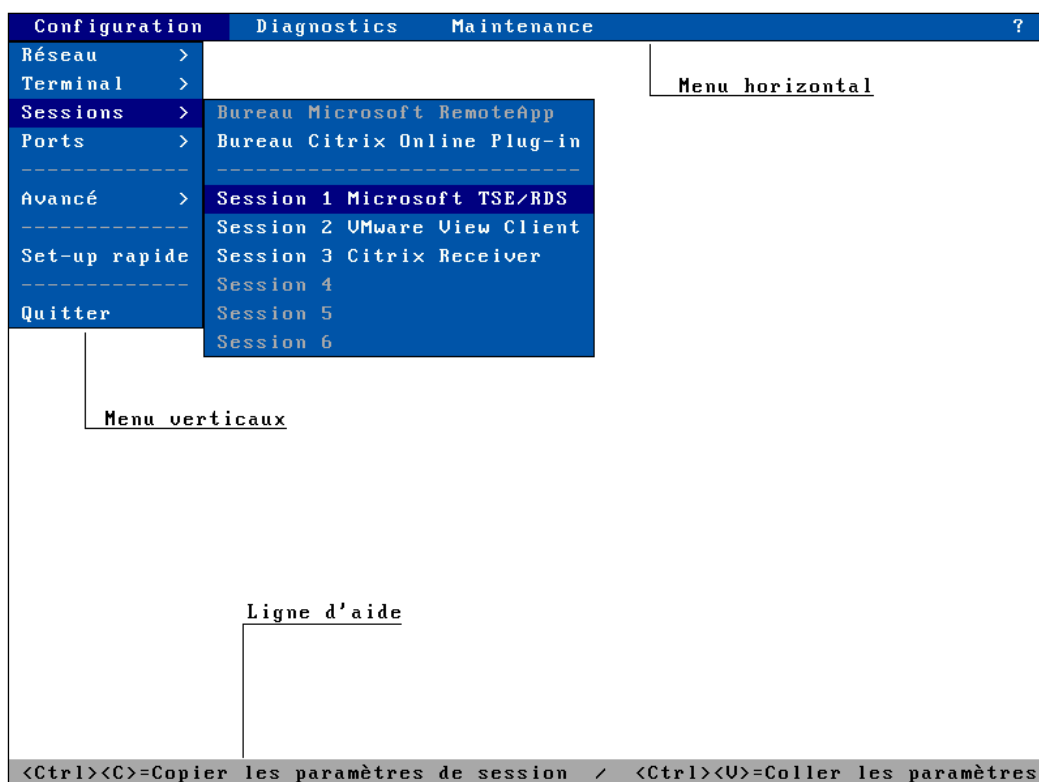 Configuration Diagnostics Maintenance ?
Réseau >
Terminal >
Sessions >
Ports >
-------------
Avancé >
-------------
Set-up rapide
-------------
Quitter
Bureau Microsoft RemoteApp
Bureau Citrix Online Plug-in
----------------------------
Session 1 Microsoft TSE/RDS
Session 2 VMware View Client
Session 3 Citrix Receiver
Session 4
Session 5
Session 6
Menu horizontal
Menu verticaux
Ligne d'aide
<Ctrl><C>=Copier les paramètres de session / <Ctrl><V>=Coller les paramètres